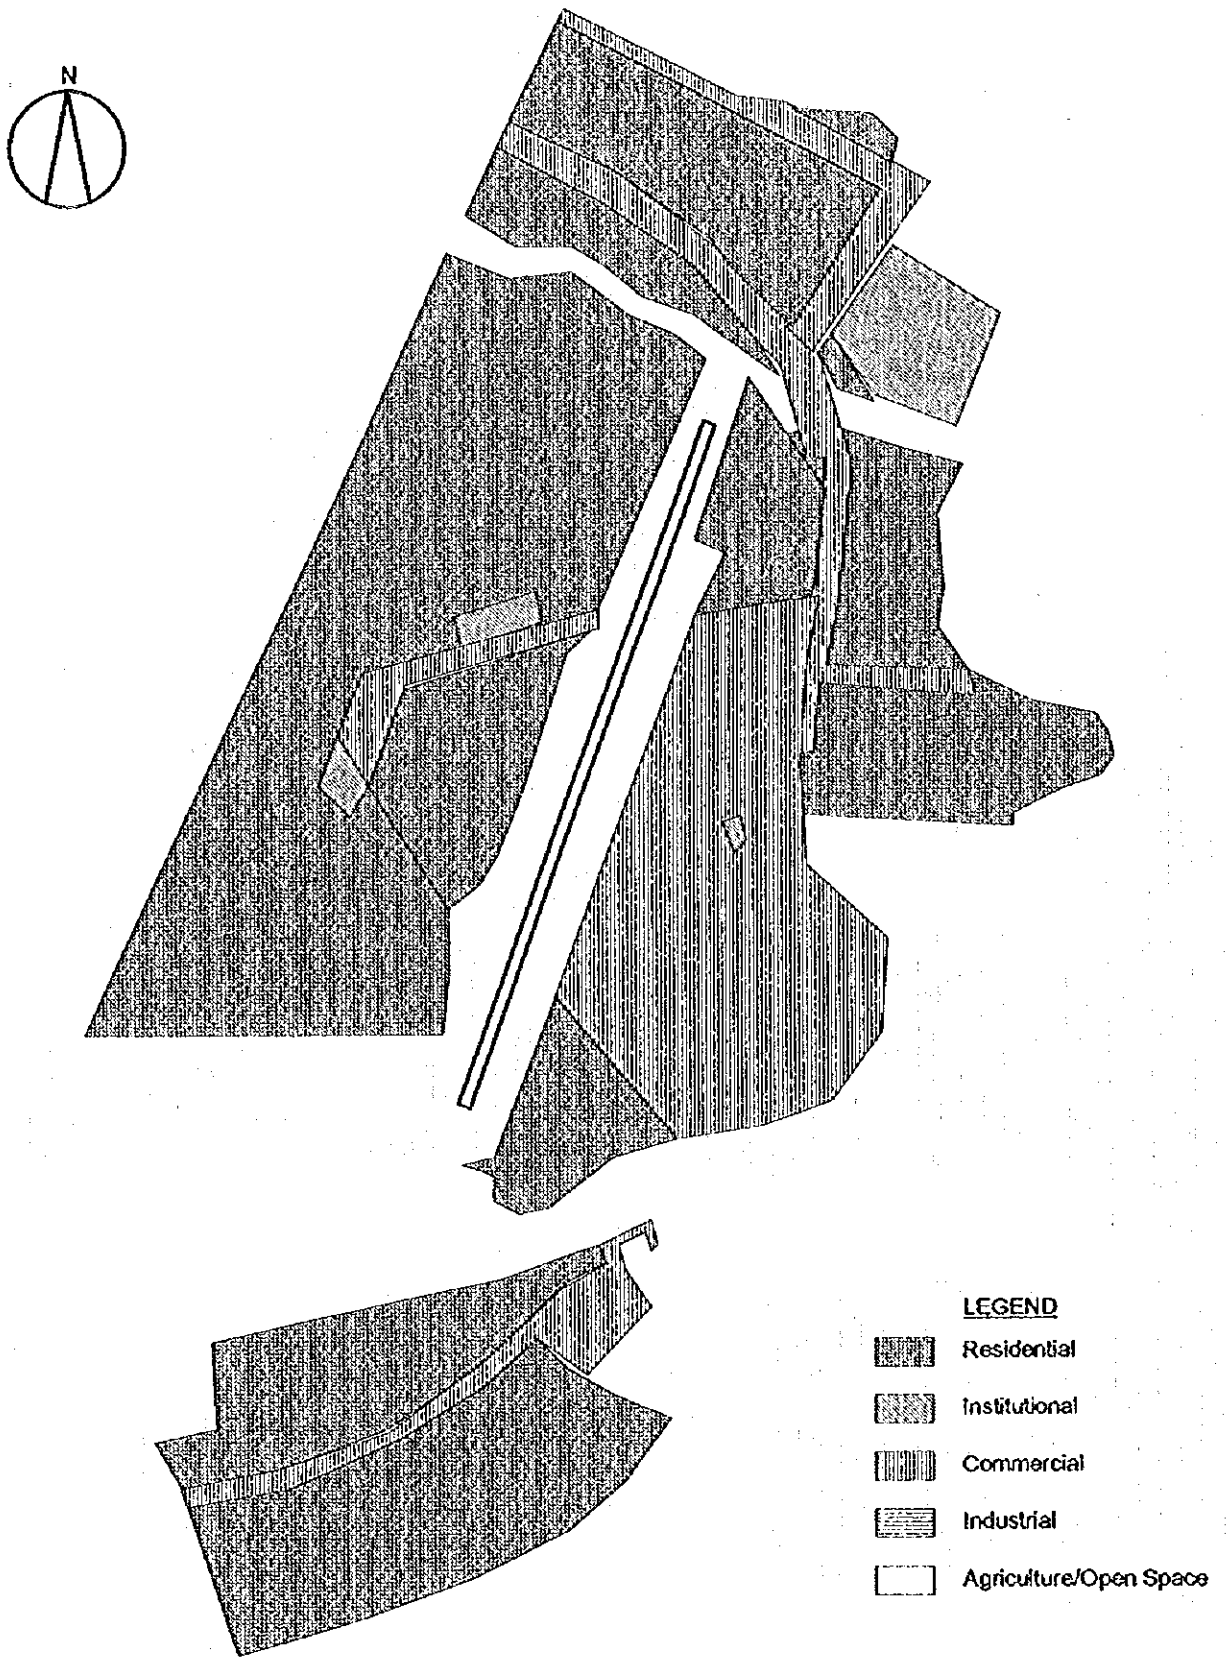 N
LEGEND
Residential
Institutional
Commercial
Industrial
Agriculture/Open Space